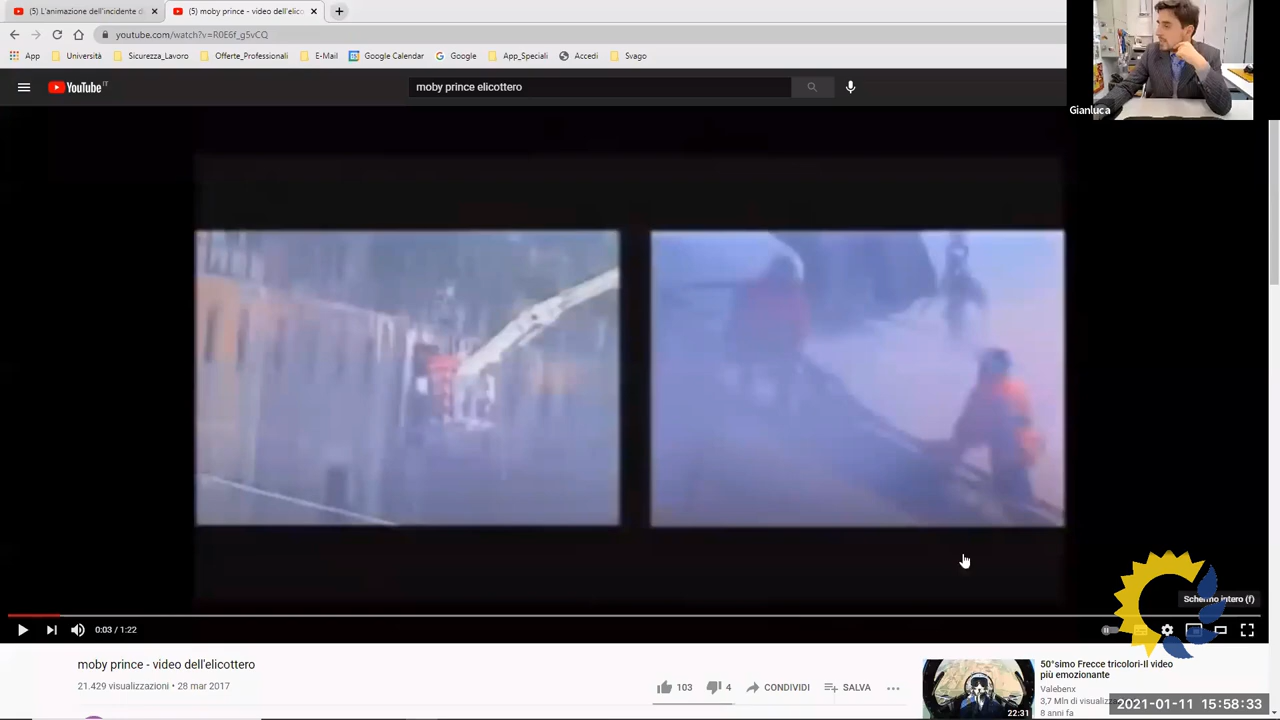 (5) L'animazione dell'incidente d
(5) moby prince - video dell'elico
youtube.com/watch?v=R0E6f_g5vCQ
App
Università
Sicurezza_Lavoro
Offerte_Professionali
E-Mail
Google Calendar
Google
App_Speciali
Accedi
Svago
Gianluca
YouTube IT
moby prince elicottero
Schermo intero (f)
0:03 / 1:22
moby prince - video dell'elicottero
21.429 visualizzazioni • 28 mar 2017
103
4
CONDIVIDI
SALVA
50°simo Frecce tricolori-Il video
più emozionante
Valebenx
3,7 Mln di visualizza
8 anni fa
22:31
2021-01-11 15:58:33